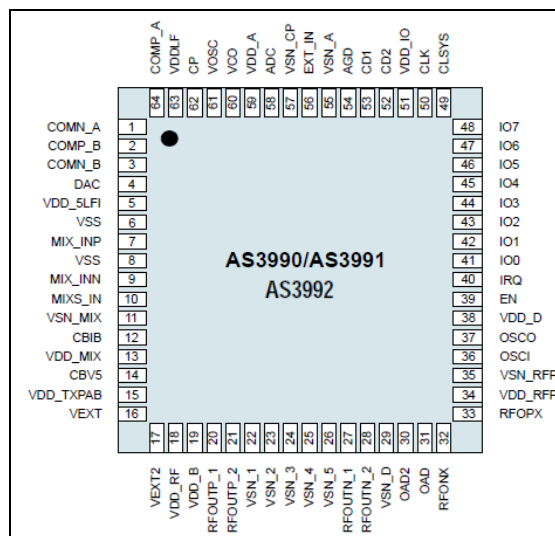 COMP_A
VDDLF
CP
VOSC
VCO
VDD_A
ADC
VSN_CP
EXT_IN
VSN_A
AGD
CD1
CD2
VDD_IO
CLK
CLSYS
64 63 62 61 60 59 58 57 56 55 54 53 52 51 50 49
COMN_A 1 48 IO7
COMP_B 2 47 IO6
COMN_B 3 46 IO5
DAC 4 45 IO4
VDD_5LFI 5 44 IO3
VSS 6 43 IO2
MIX_INP 7 42 IO1
VSS 8 41 IO0
AS3990/AS3991
MIX_INN 9 40 IRQ
AS3992
MIXS_IN 10 39 EN
VSN_MIX 11 38 VDD_D
CBIB 12 37 OSCO
VDD_MIX 13 36 OSCI
CBV5 14 35 VSN_RFP
VDD_TXPAB 15 34 VDD_RFP
VEXT 16 33 RFOPX
17 18 19 20 21 22 23 24 25 26 27 28 29 30 31 32
VEXT2
VDD_RF
VDD_B
RFOUTP_1
RFOUTP_2
VSN_1
VSN_2
VSN_3
VSN_4
VSN_5
RFOUTN_1
RFOUTN_2
VSN_D
OAD2
OAD
RFONX